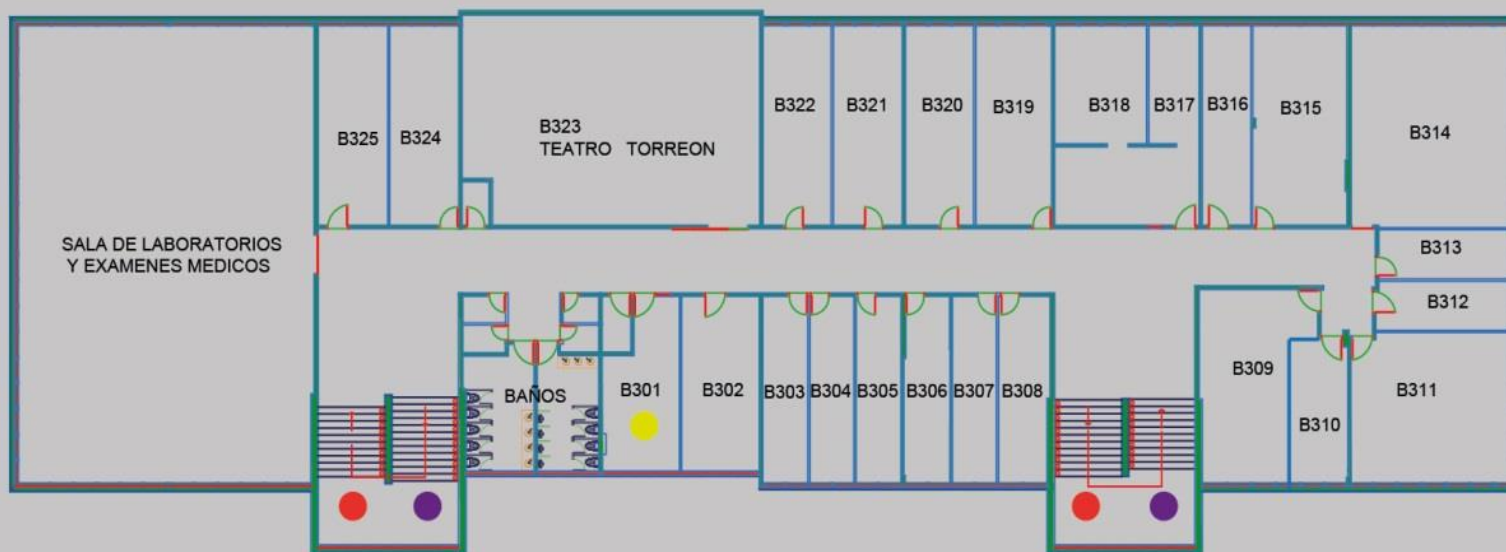 B325
B324
B323
TEATRO TORREON
B322
B321
B320
B319
B318
B317
B316
B315
B314
SALA DE LABORATORIOS
Y EXAMENES MEDICOS
B313
B312
BAÑOS
B301
B302
B303
B304
B305
B306
B307
B308
B309
B310
B311